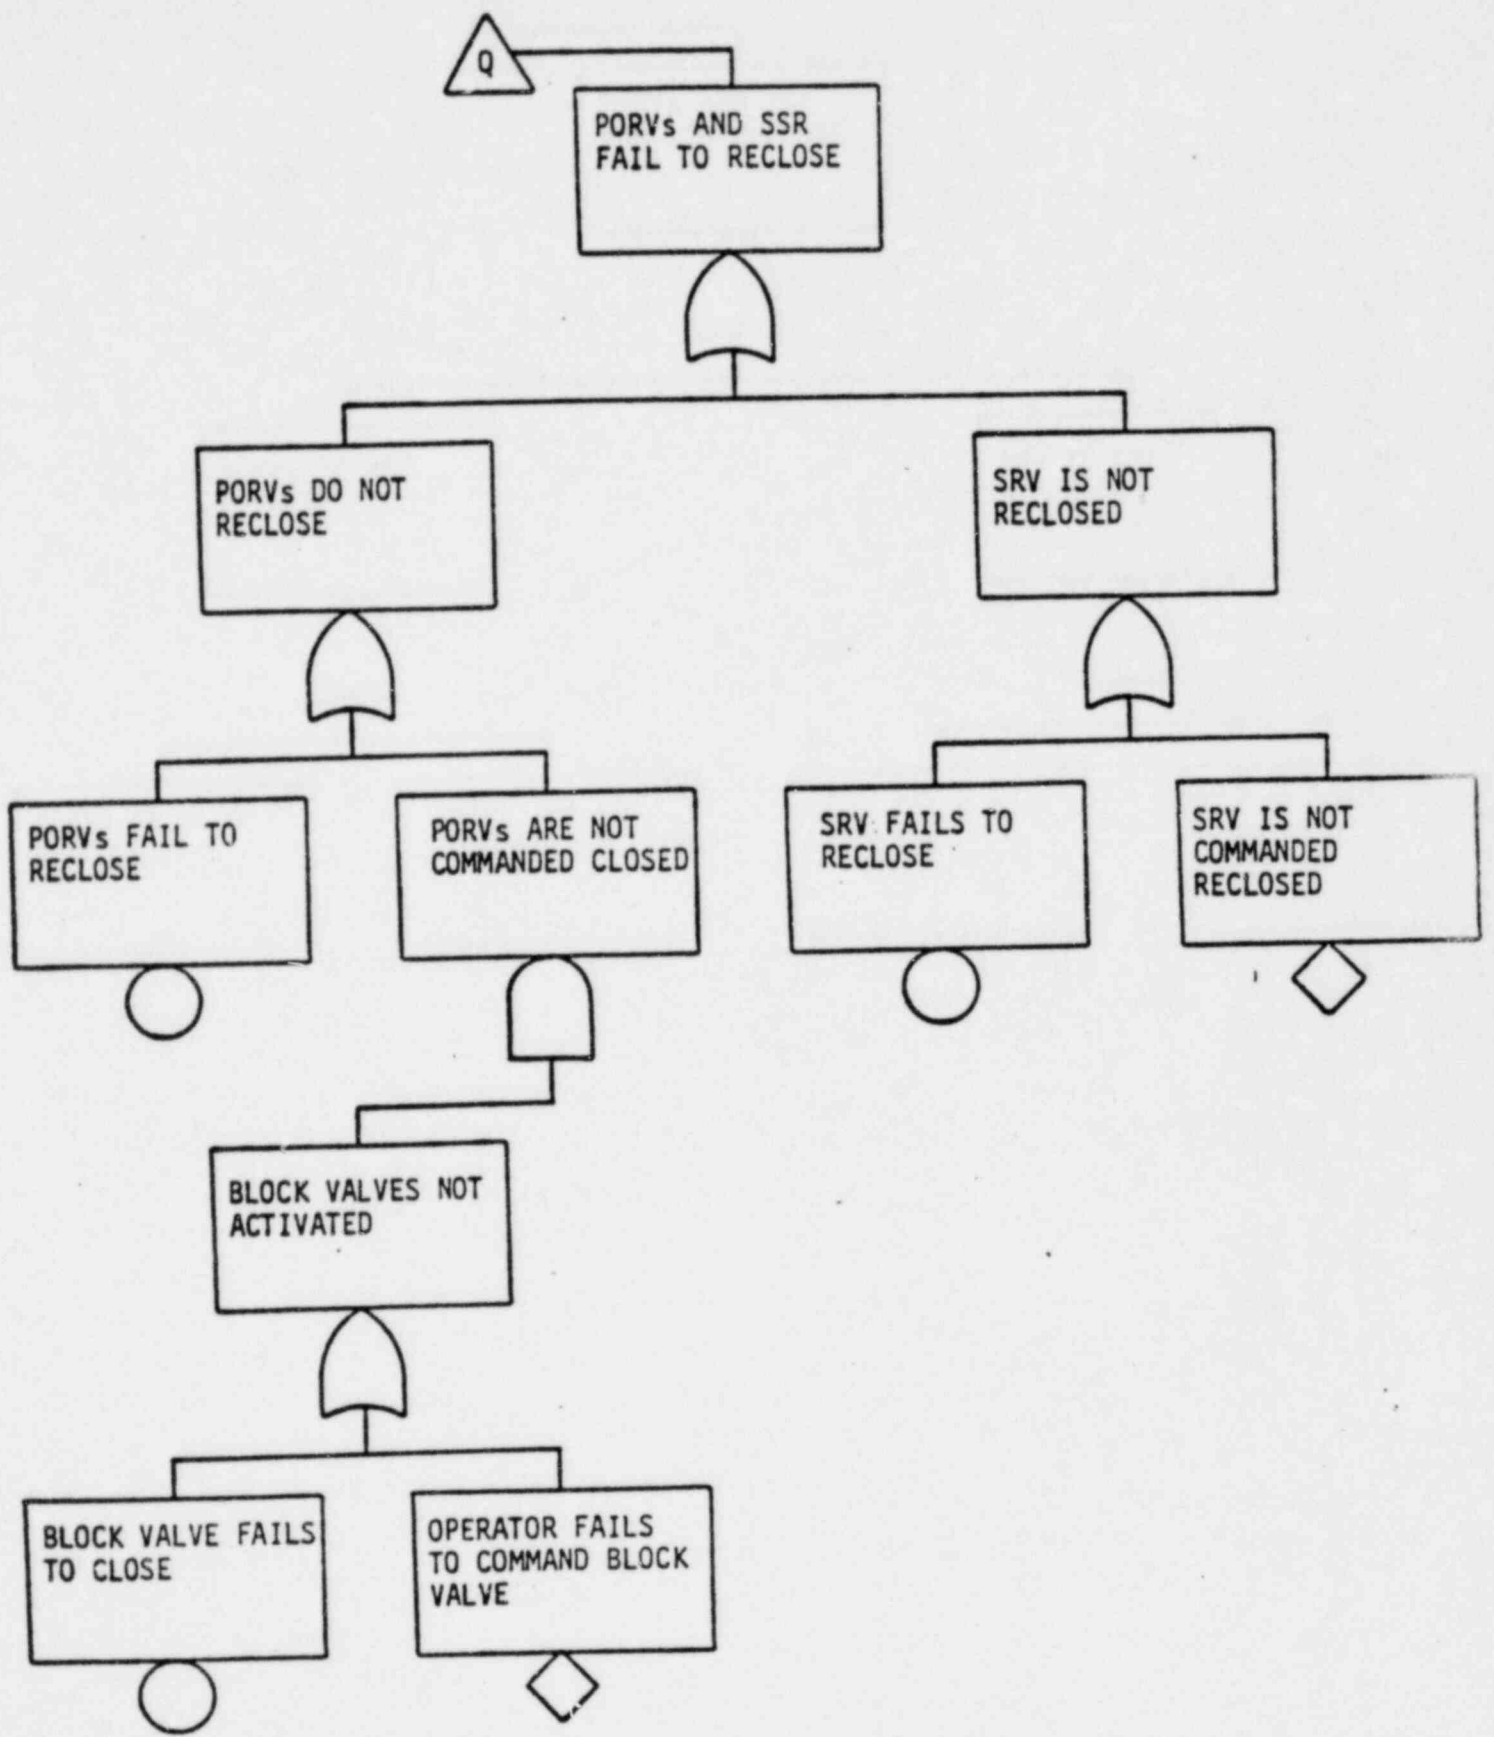 Q
PORVs AND SSR
FAIL TO RECLOSE
PORVs DO NOT
RECLOSE
SRV IS NOT
RECLOSED
PORVs FAIL TO
RECLOSE
PORVs ARE NOT
COMMANDED CLOSED
SRV FAILS TO
RECLOSE
SRV IS NOT
COMMANDED
RECLOSED
BLOCK VALVES NOT
ACTIVATED
BLOCK VALVE FAILS
TO CLOSE
OPERATOR FAILS
TO COMMAND BLOCK
VALVE